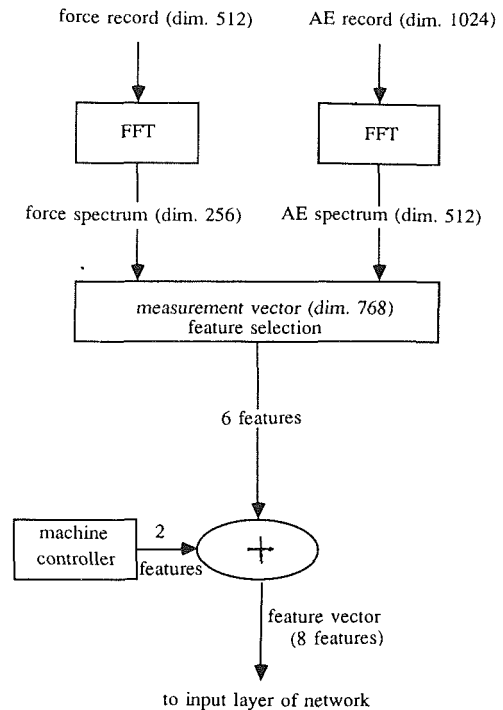 force record (dim. 512)
AE record (dim. 1024)
FFT
FFT
force spectrum (dim. 256)
AE spectrum (dim. 512)
measurement vector (dim. 768)
feature selection
6 features
machine
controller
2
features
+
feature vector
(8 features)
to input layer of network